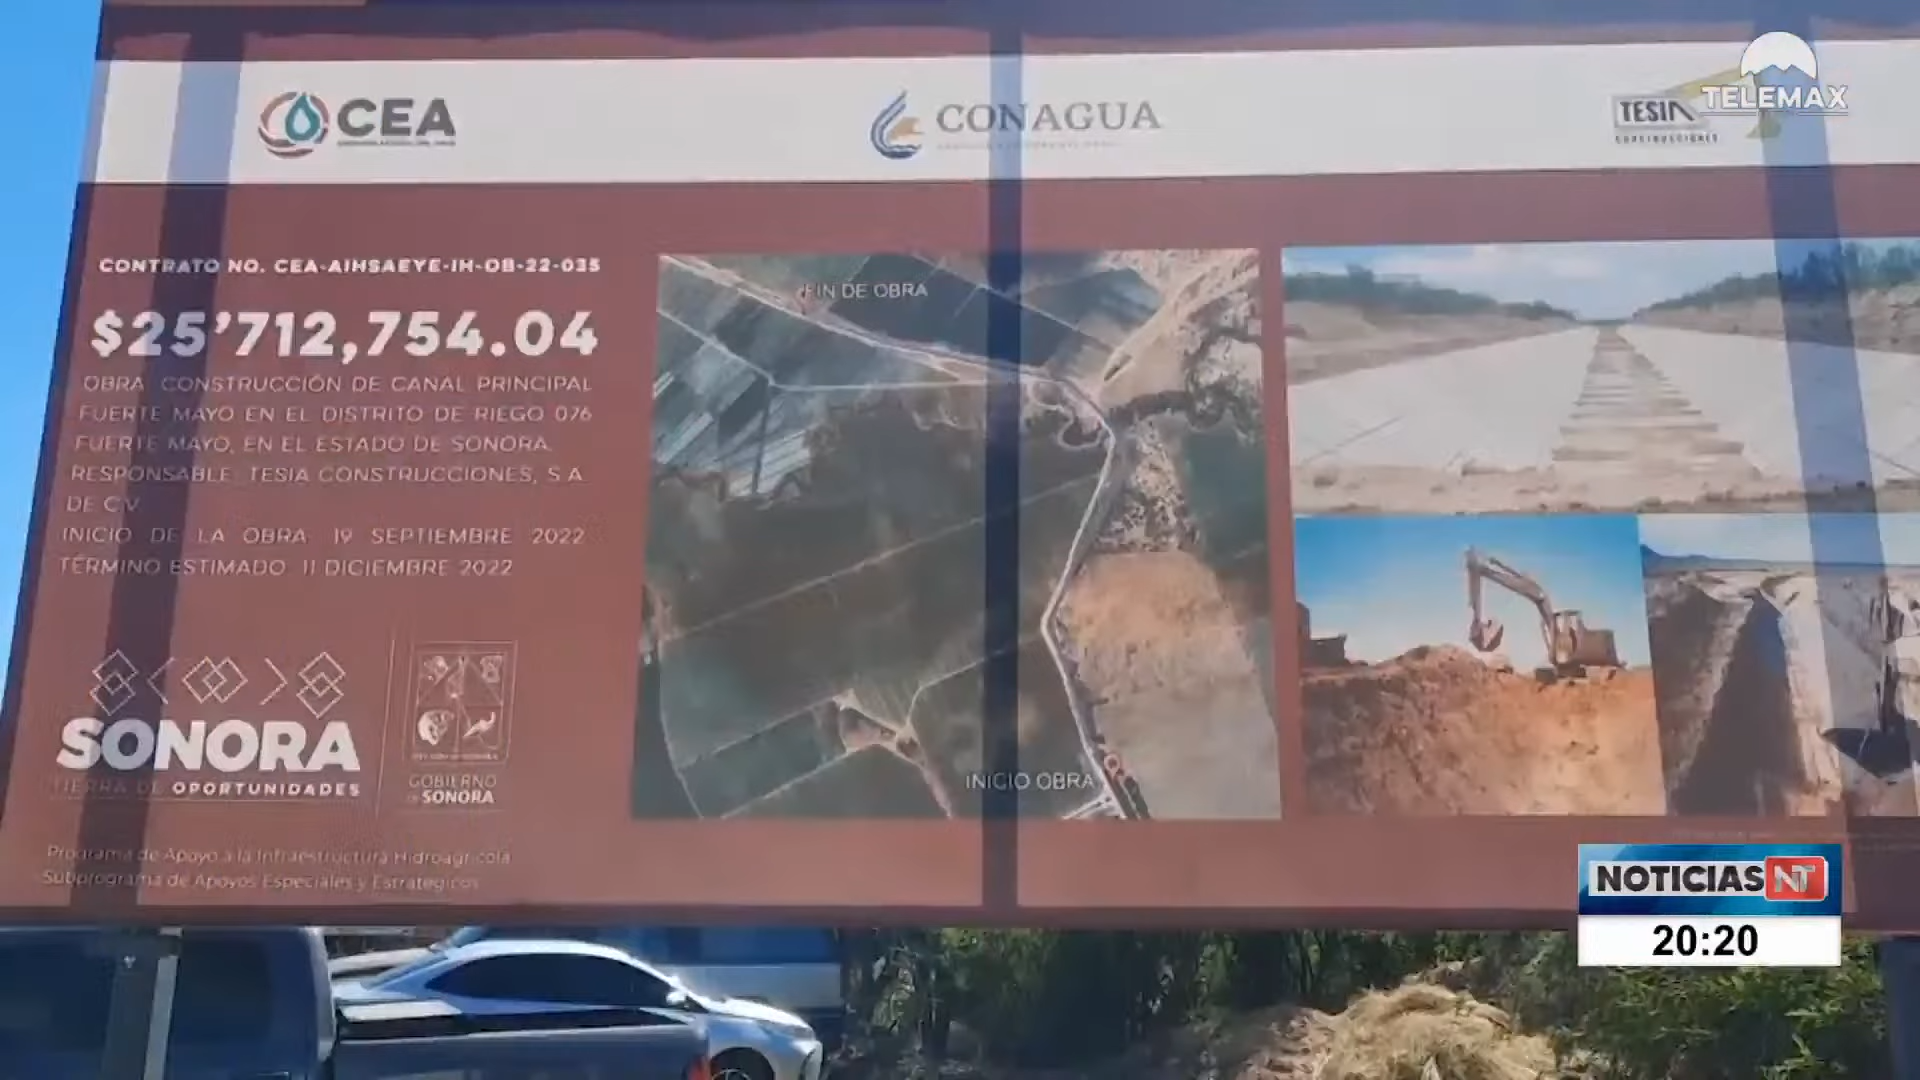 CEA
CONAGUA
TESIA
CONSTRUCCIONES
TELEMAX
CONTRATO NO. CEA-AIHSAEYE-IH-OB-22-035
$25'712,754.04
OBRA: CONSTRUCCIÓN DE CANAL PRINCIPAL
FUERTE MAYO EN EL DISTRITO DE RIEGO 076
FUERTE MAYO, EN EL ESTADO DE SONORA.
RESPONSABLE: TESIA CONSTRUCCIONES, S.A.
DE C.V.
INICIO DE LA OBRA: 19 SEPTIEMBRE 2022
TÉRMINO ESTIMADO: 11 DICIEMBRE 2022
FIN DE OBRA
INICIO OBRA
SONORA
TIERRA DE OPORTUNIDADES
GOBIERNO
DE SONORA
Programa de Apoyo a la Infraestructura Hidroagrícola
Subprograma de Apoyos Especiales y Estratégicos
NOTICIAS NT
20:20